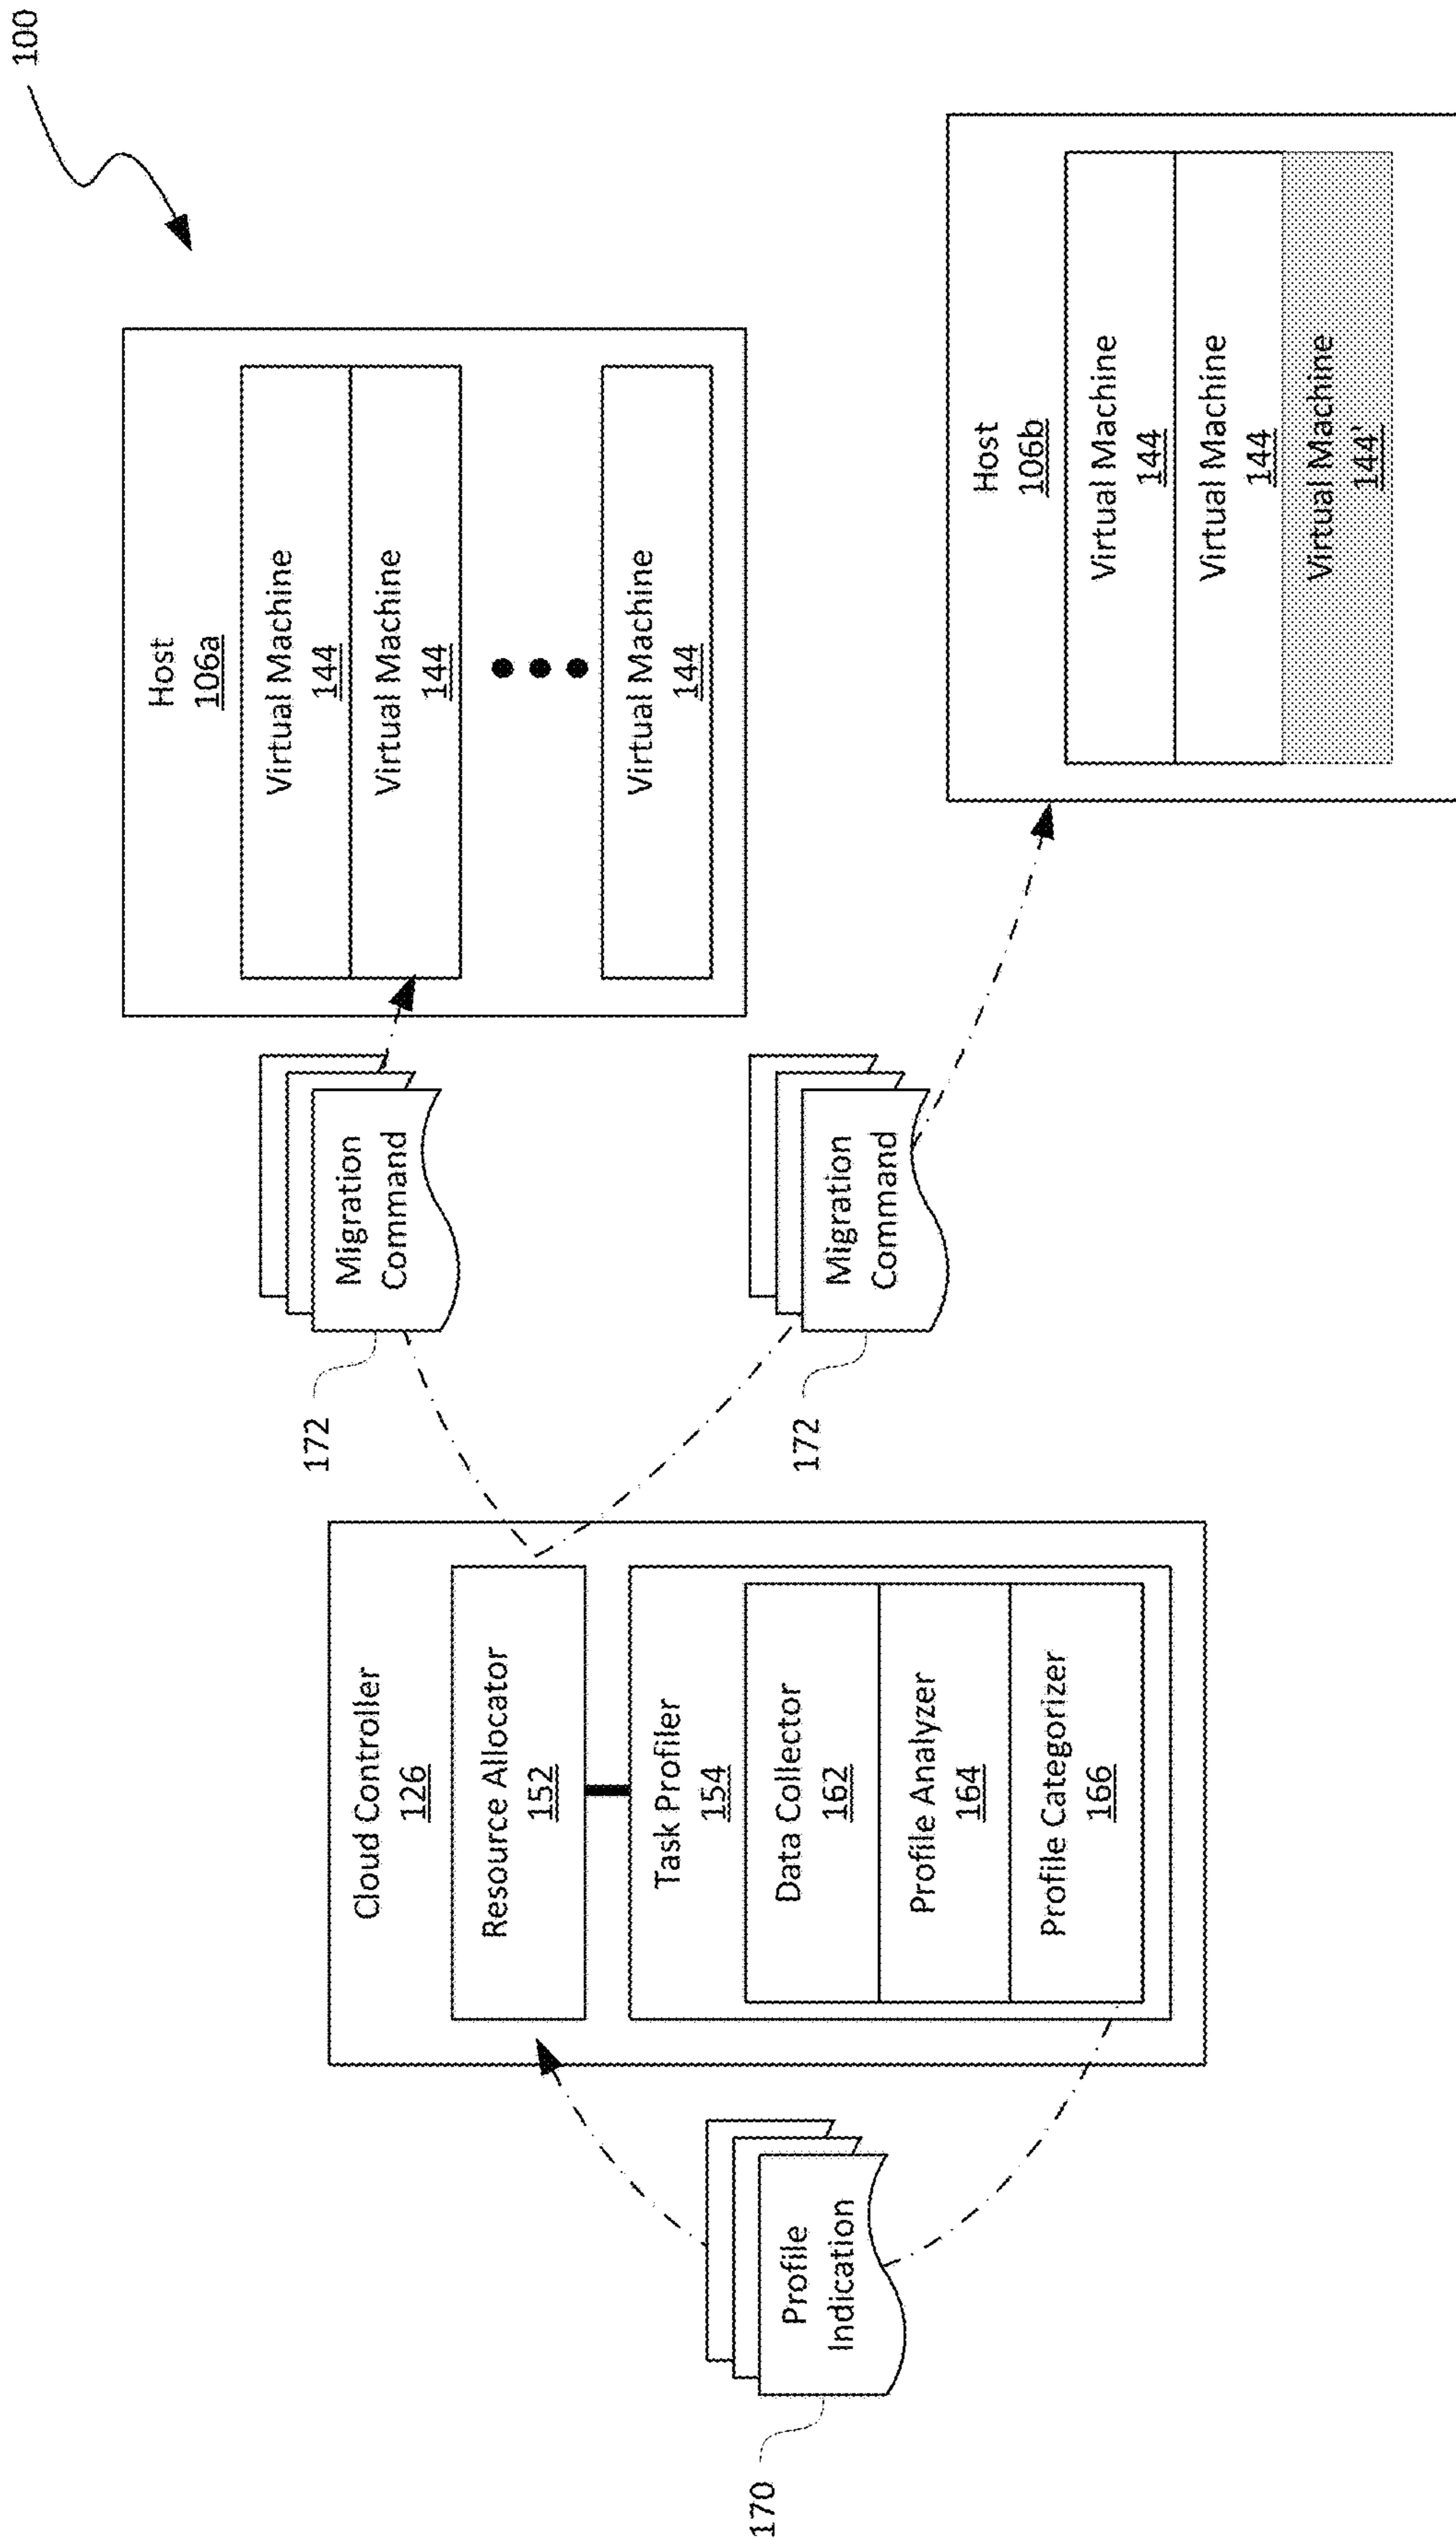 100
Cloud Controller
126
Resource Allocator
152
Task Profiler
154
Data Collector
162
Profile Analyzer
164
Profile Categorizer
166
Profile
Indication
170
Migration
Command
172
Migration
Command
172
Host
106a
Virtual Machine
144
Virtual Machine
144
Virtual Machine
144
Host
106b
Virtual Machine
144
Virtual Machine
144
Virtual Machine
144'